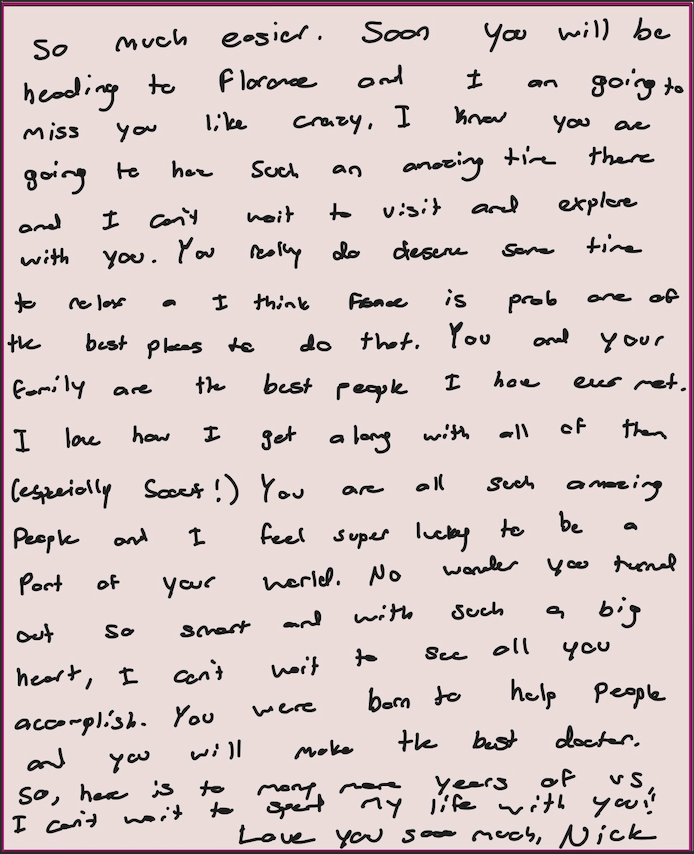 So much easier. Soon you will be
heading to Florence and I am going to
miss you like crazy. I know you are
going to have such an amazing time there
and I can't wait to visit and explore
with you. You really do deserve some time
to relax a I think France is prob one of
the best places to do that. You and your
family are the best people I have ever met.
I love how I get along with all of them
(especially Scout!) You are all such amazing
People and I feel super lucky to be a
Part of your world. No wonder you turned
out so smart and with such a big
heart, I can't wait to see all you
accomplish. You were born to help People
and you will make the best doctor.
So, here is to many more years of us,
I can't wait to spend my life with you!!
Love you sooo much, Nick